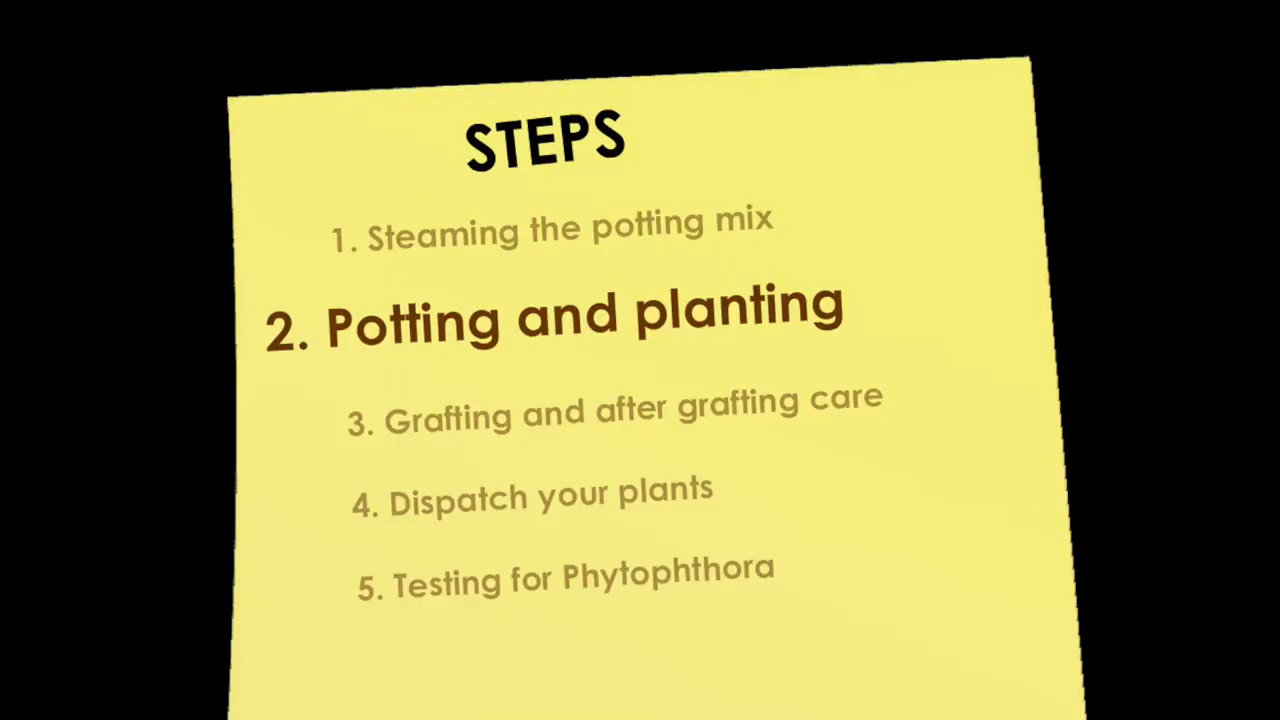 STEPS
1. Steaming the potting mix
2. Potting and planting
3. Grafting and after grafting care
4. Dispatch your plants
5. Testing for Phytophthora